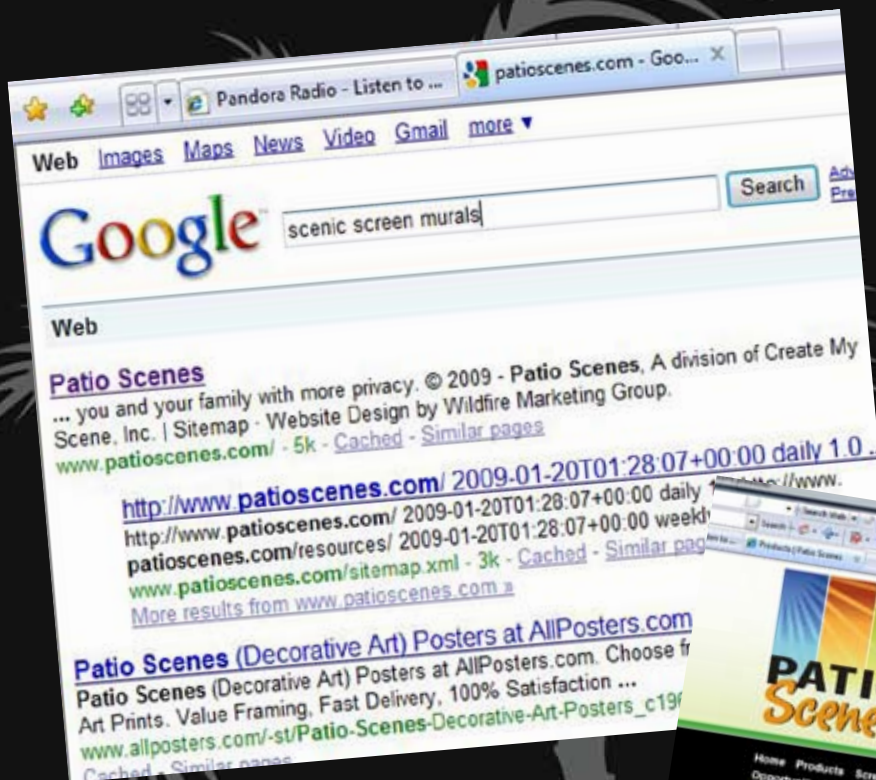 Pandora Radio - Listen to ...
patioscenes.com - Goo...
Web Images Maps News Video Gmail more
Google
scenic screen murals
Search
Web
Patio Scenes
... you and your family with more privacy. © 2009 - Patio Scenes, A division of Create My
Scene, Inc. | Sitemap - Website Design by Wildfire Marketing Group.
www.patioscenes.com/ - 5k - Cached - Similar pages
http://www.patioscenes.com/ 2009-01-20T01:28:07+00:00 daily 1.0 ...
http://www.patioscenes.com/ 2009-01-20T01:28:07+00:00 daily
patioscenes.com/resources/ 2009-01-20T01:28:07+00:00
www.patioscenes.com/sitemap.xml - 3k - Cached - Similar
More results from www.patioscenes.com »
Patio Scenes (Decorative Art) Posters at AllPosters.com
Patio Scenes (Decorative Art) Posters at AllPosters.com. Choose
Art Prints. Value Framing, Fast Delivery, 100% Satisfaction ...
www.allposters.com/-st/Patio-Scenes-Decorative-Art-Posters_c196
Cached - Similar pages
Products | Patio Scenes
PATI
Scene
Home Products Scr